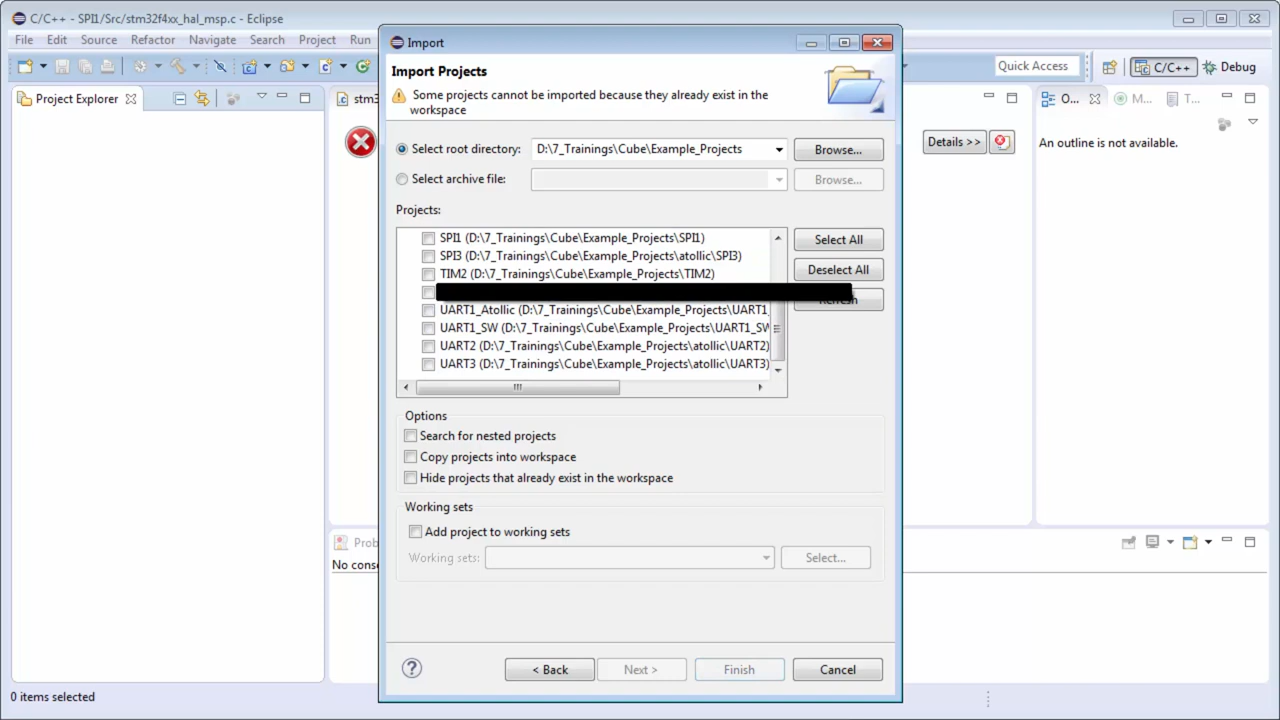 C/C++ - SPI1/Src/stm32f4xx_hal_msp.c - Eclipse
File Edit Source Refactor Navigate Search Project Run
Quick Access
C/C++
Debug
Project Explorer
stm3
O...
M...
T...
Details >>
An outline is not available.
Import
Import Projects
Some projects cannot be imported because they already exist in the
workspace
Select root directory: D:\7_Trainings\Cube\Example_Projects Browse...
Select archive file: Browse...
Projects:
SPI1 (D:\7_Trainings\Cube\Example_Projects\SPI1)
SPI3 (D:\7_Trainings\Cube\Example_Projects\atollic\SPI3)
TIM2 (D:\7_Trainings\Cube\Example_Projects\TIM2)
UART1_Atollic (D:\7_Trainings\Cube\Example_Projects\UART1_
UART1_SW (D:\7_Trainings\Cube\Example_Projects\UART1_SW
UART2 (D:\7_Trainings\Cube\Example_Projects\atollic\UART2)
UART3 (D:\7_Trainings\Cube\Example_Projects\atollic\UART3)
Select All
Deselect All
Refresh
Options
Search for nested projects
Copy projects into workspace
Hide projects that already exist in the workspace
Working sets
Add project to working sets
Working sets: Select...
< Back Next > Finish Cancel
Prob
No conso
0 items selected